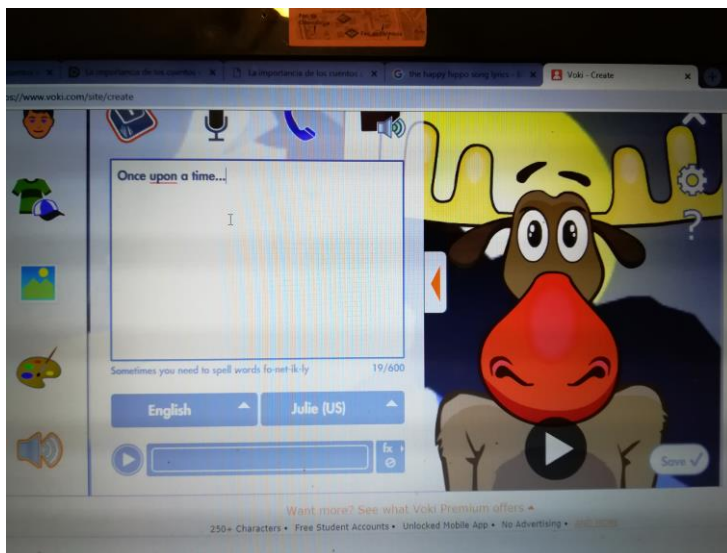 La importancia de los cuentos
La importancia de los cuentos
G the happy hippo song lyrics
Voki - Create
s://www.voki.com/site/create
Once upon a time...
Sometimes you need to spell words fo-net-ik-ly
19/600
English
Julie (US)
fx
?
Save
Want more? See what Voki Premium offers
250+ Characters • Free Student Accounts • Unlocked Mobile App • No Advertising •